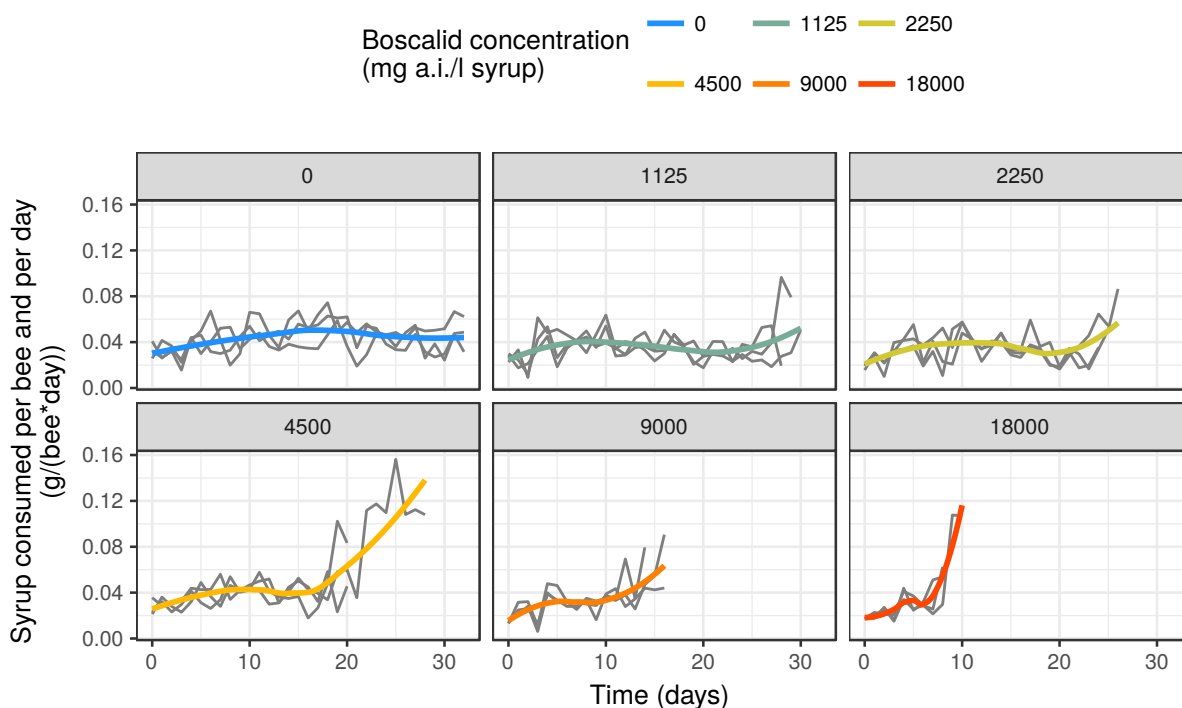 Boscalid concentration
(mg a.i./l syrup)
0 1125 2250
4500 9000 18000
Syrup consumed per bee and per day
(g/(bee*day))
0 1125 2250
0.16
0.12
0.08
0.04
0.00
4500 9000 18000
0.16
0.12
0.08
0.04
0.00
0 10 20 30 0 10 20 30 0 10 20 30
Time (days)